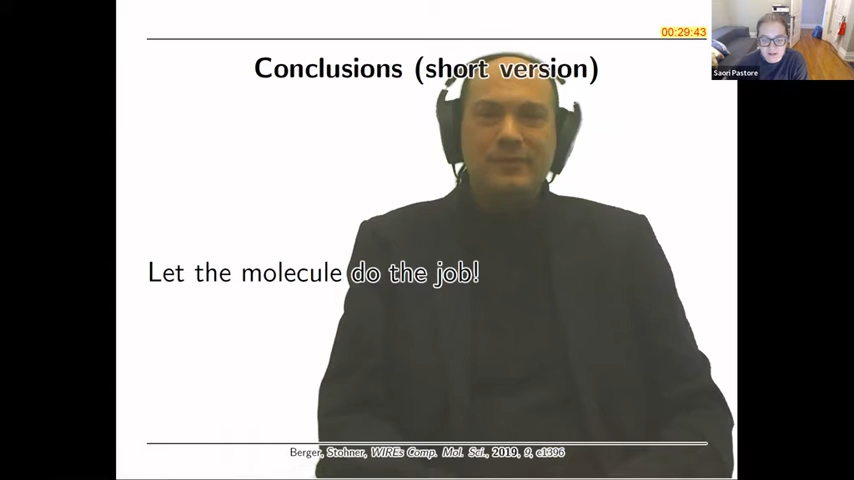 00:29:43
Saori Pastore
Conclusions (short version)
Let the molecule do the job!
Berger, Stohner, WIREs Comp. Mol. Sci., 2019, 9, e1396